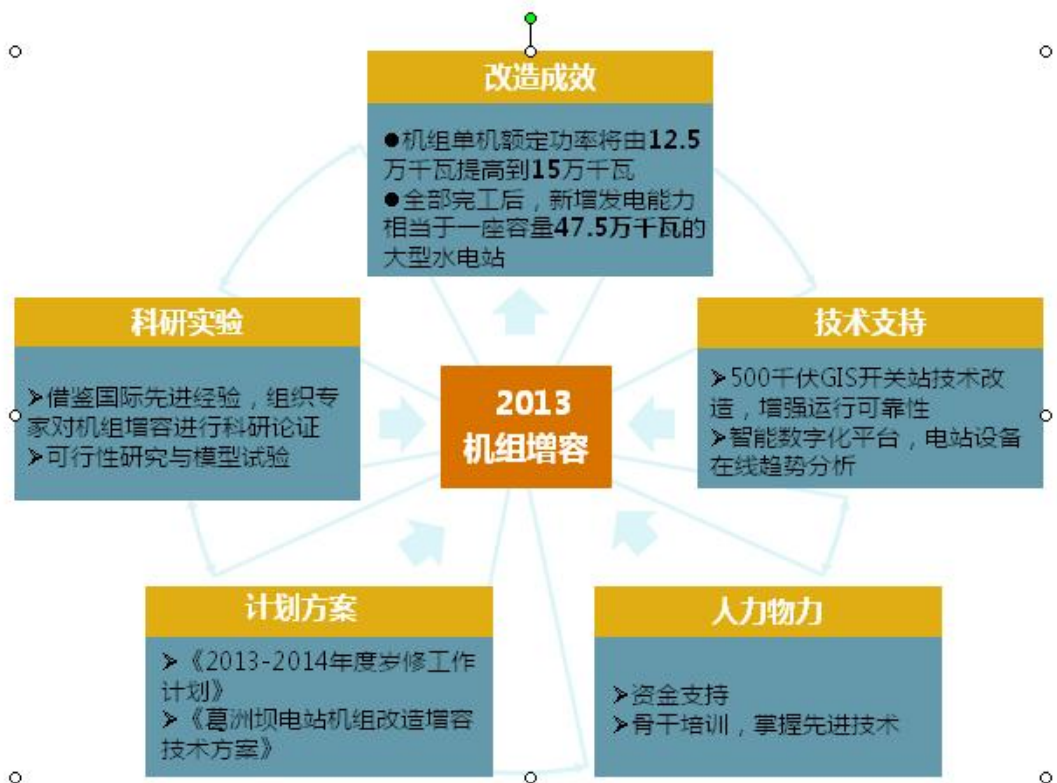 改造成效
●机组单机额定功率将由12.5
万千瓦提高到15万千瓦
●全部完工后，新增发电能力
相当于一座容量47.5万千瓦的
大型水电站
科研实验
➢借鉴国际先进经验，组织专
家对机组增容进行科研论证
➢可行性研究与模型试验
2013
机组增容
技术支持
➢500千伏GIS开关站技术改
造，增强运行可靠性
➢智能数字化平台，电站设备
在线趋势分析
计划方案
➢《2013-2014年度岁修工作
计划》
➢《葛洲坝电站机组改造增容
技术方案》
人力物力
➢资金支持
➢骨干培训，掌握先进技术